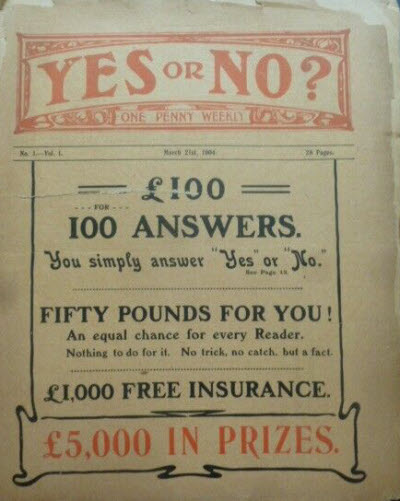 YES OR NO?
ONE PENNY WEEKLY
No. 1.—Vol. 1. March 21st, 1904. 28 Pages.
£100
--- FOR ---
100 ANSWERS.
You simply answer "Yes" or "No."
See Page 13
FIFTY POUNDS FOR YOU!
An equal chance for every Reader.
Nothing to do for it. No trick, no catch, but a fact.
£1,000 FREE INSURANCE.
£5,000 IN PRIZES.